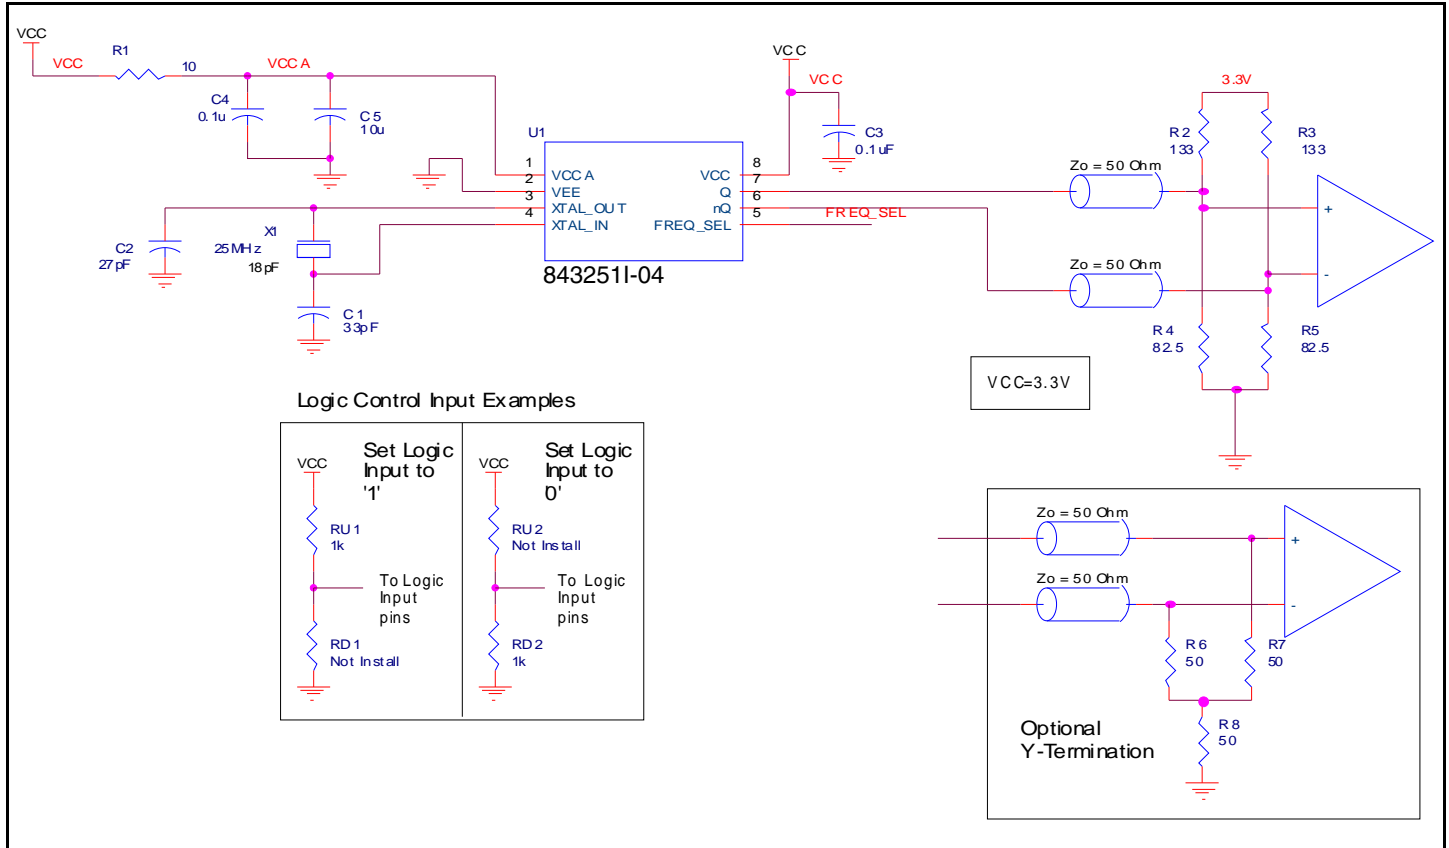 VCC
VCC
R1
10
VCCA
C4
0.1u
C5
10u
U1
1
VCCA
2
VEE
3
XTAL_OUT
4
XTAL_IN
8
VCC
7
Q
6
nQ
5
FREQ_SEL
843251I-04
FREQ_SEL
VCC
VCC
C3
0.1uF
C2
27pF
X1
25MHz
18pF
C1
33pF
Zo = 50 Ohm
Zo = 50 Ohm
3.3V
R2
133
R3
133
+
-
R4
82.5
R5
82.5
VCC=3.3V
Logic Control Input Examples
VCC
Set Logic
Input to
'1'
RU1
1k
To Logic
Input
pins
RD1
Not Install
VCC
Set Logic
Input to
'0'
RU2
Not Install
To Logic
Input
pins
RD2
1k
Zo = 50 Ohm
Zo = 50 Ohm
+
-
R6
50
R7
50
R8
50
Optional
Y-Termination